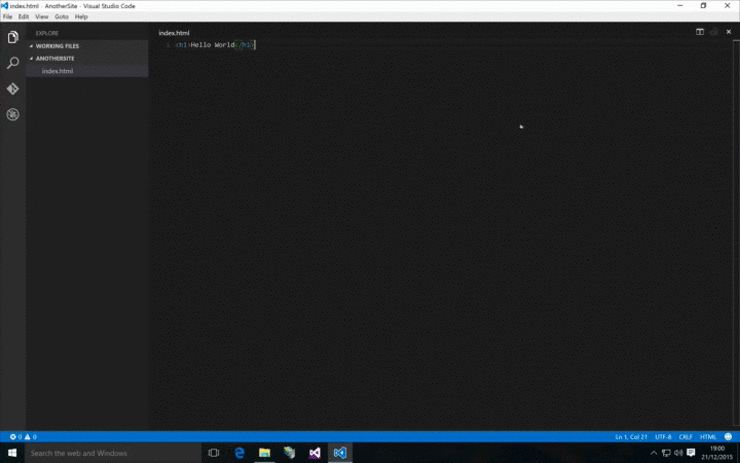 index.html - AnotherSite - Visual Studio Code
File Edit View Goto Help
EXPLORE
WORKING FILES
ANOTHERSITE
index.html
index.html
1 <h1>Hello World</h1>
0 0
Ln 1, Col 21 UTF-8 CRLF HTML
Search the web and Windows
19:00
21/12/2015